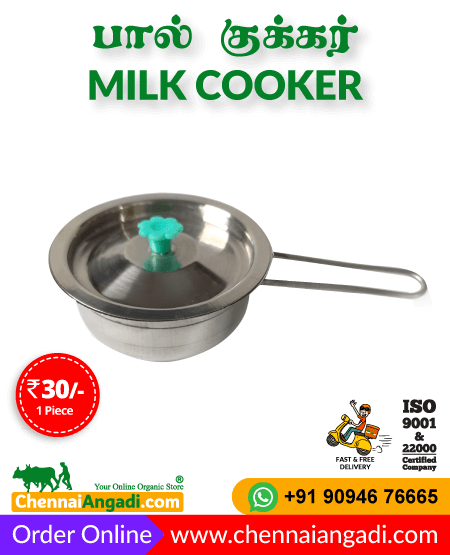 பால் குக்கர்
MILK COOKER
₹30/-
1 Piece
FAST & FREE
DELIVERY
ISO
9001
&
22000
Certified
Company
Your Online Organic Store ®
ChennaiAngadi.com
+91 90946 76665
Order Online
www.chennaiangadi.com